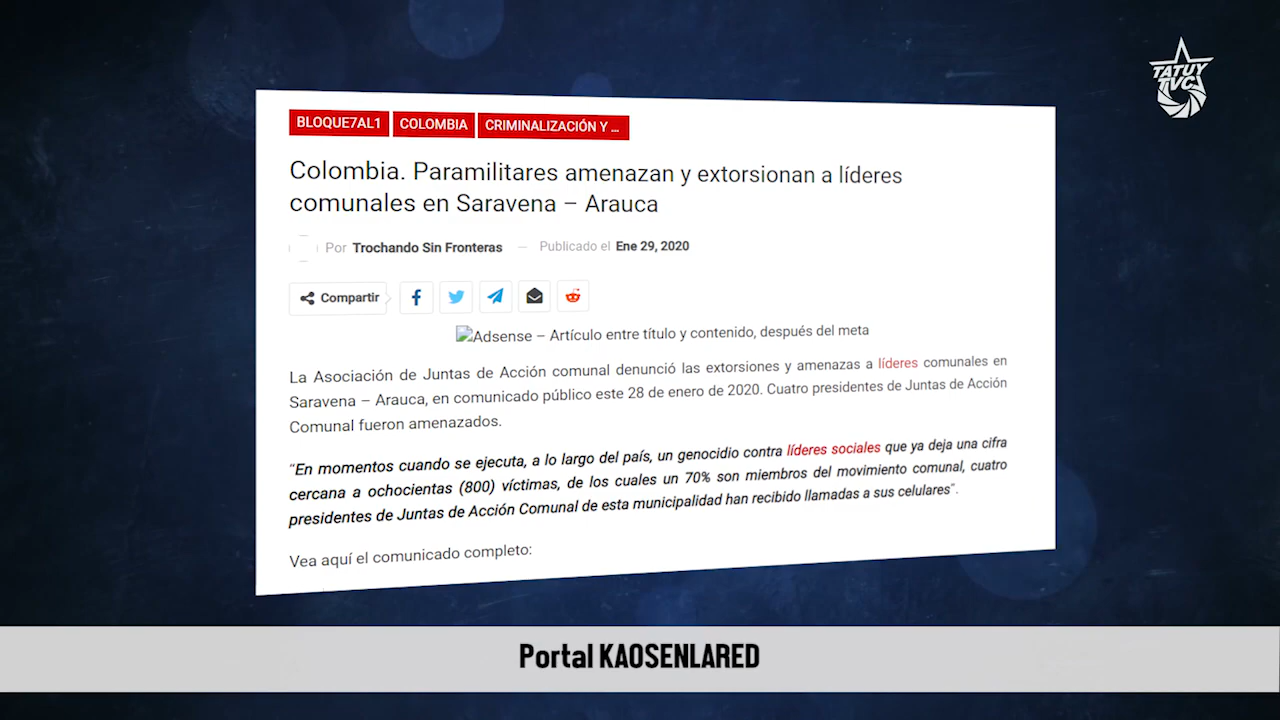 TATUY
TVC
BLOQUE7AL1 COLOMBIA CRIMINALIZACIÓN Y ...
Colombia. Paramilitares amenazan y extorsionan a líderes
comunales en Saravena – Arauca
Por Trochando Sin Fronteras — Publicado el Ene 29, 2020
Compartir
Adsense – Artículo entre título y contenido, después del meta
La Asociación de Juntas de Acción comunal denunció las extorsiones y amenazas a líderes comunales en
Saravena – Arauca, en comunicado público este 28 de enero de 2020. Cuatro presidentes de Juntas de Acción
Comunal fueron amenazados.
"En momentos cuando se ejecuta, a lo largo del país, un genocidio contra líderes sociales que ya deja una cifra
cercana a ochocientas (800) víctimas, de los cuales un 70% son miembros del movimiento comunal, cuatro
presidentes de Juntas de Acción Comunal de esta municipalidad han recibido llamadas a sus celulares".
Vea aquí el comunicado completo:
Portal KAOSENLARED